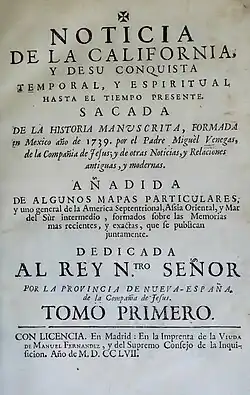 NOTICIA
DE LA CALIFORNIA,
Y DE SU CONQUISTA
TEMPORAL, Y ESPIRITUAL
HASTA EL TIEMPO PRESENTE.
SACADA
DE LA HISTORIA MANUSCRITA, FORMADA
en Mexico año de 1739. por el Padre Miguèl Venegas,
de la Compañia de Jesus; y de otras Noticias, y Relaciones
antiguas, y modernas.
AÑADIDA
DE ALGUNOS MAPAS PARTICULARES,
y uno general de la America Septentrional, Assia Oriental, y Mar
del Sùr intermedio, formados sobre las Memorias
mas recientes, y exactas, que se publican
juntamente.
DEDICADA
AL REY N.TRO SEÑOR
POR LA PROVINCIA DE NUEVA-ESPAÑA,
de la Compañia de Jesus.
TOMO PRIMERO.
CON LICENCIA. En Madrid: En la Imprenta de la VIUDA
DE MANUEL FERNANDEZ, y del Supremo Consejo de la Inqui-
sicion. Año de M. D. CCLVII.